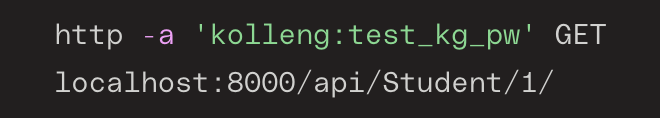 http -a 'kolleng:test_kg_pw' GET
localhost:8000/api/Student/1/